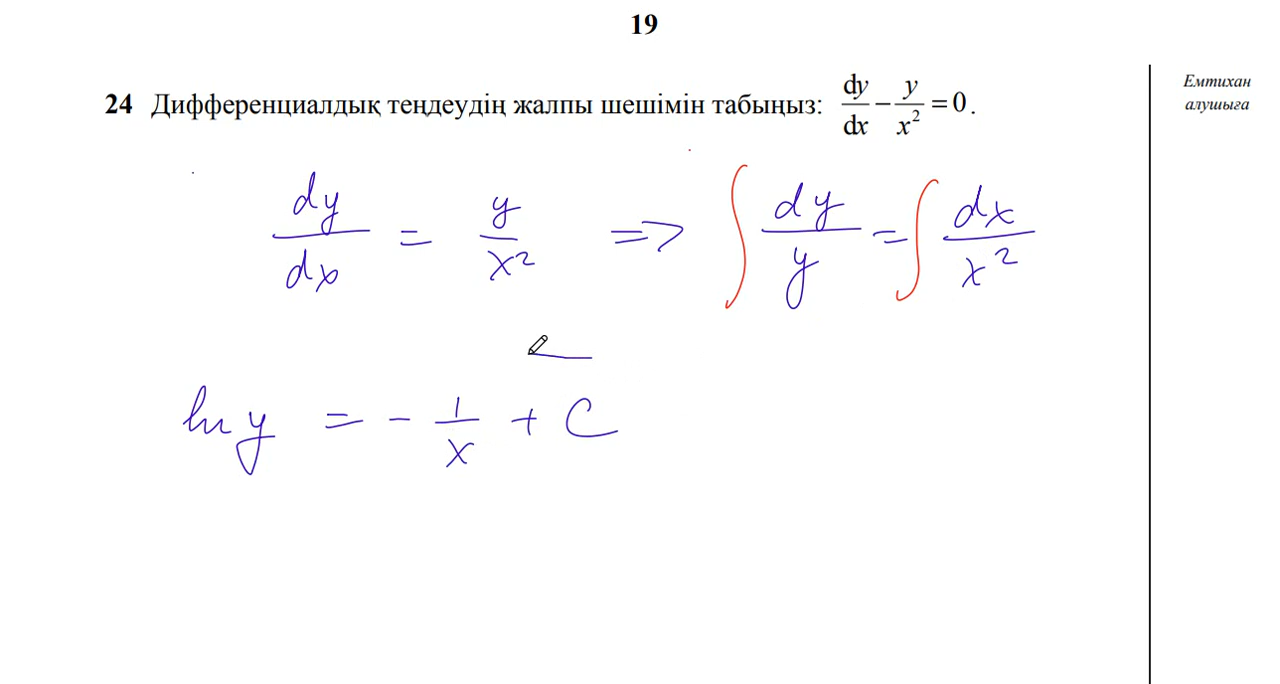 19
24 Дифференциалдық теңдеудің жалпы шешімін табыңыз: dy/dx − y/x² = 0.
Емтихан
алушыға
dy/dx = y/x² => ∫ dy/y = ∫ dx/x²
ln y = - 1/x + C